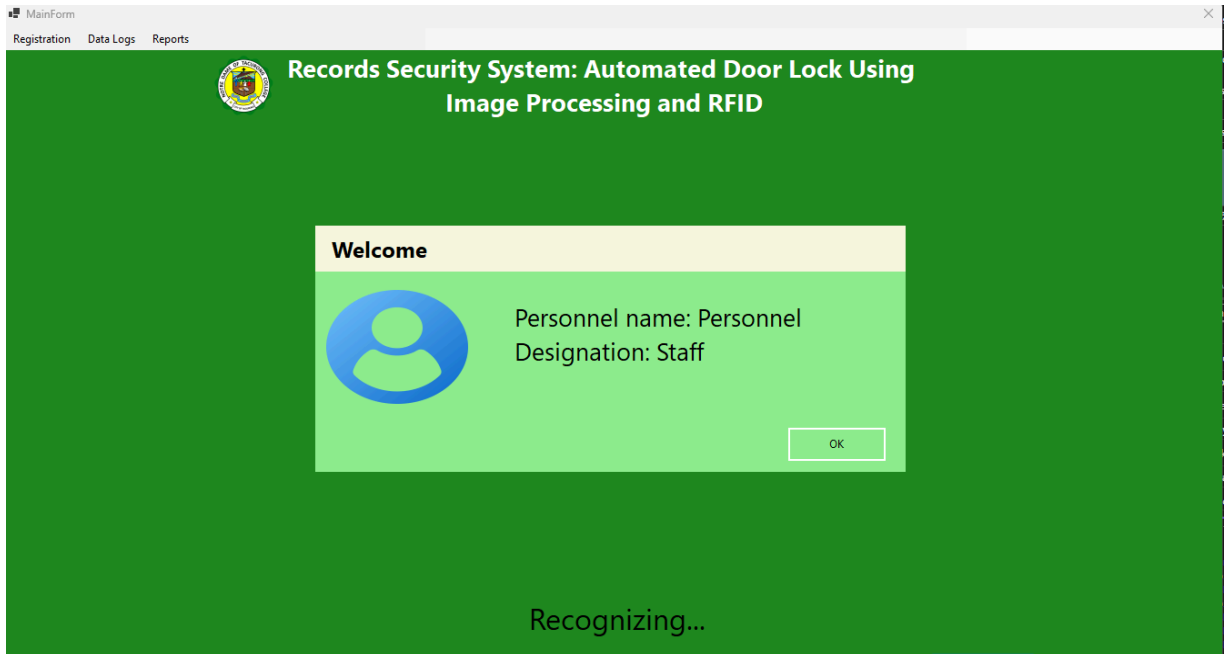 MainForm
Registration Data Logs Reports
Records Security System: Automated Door Lock Using
Image Processing and RFID
Welcome
Personnel name: Personnel
Designation: Staff
OK
Recognizing...